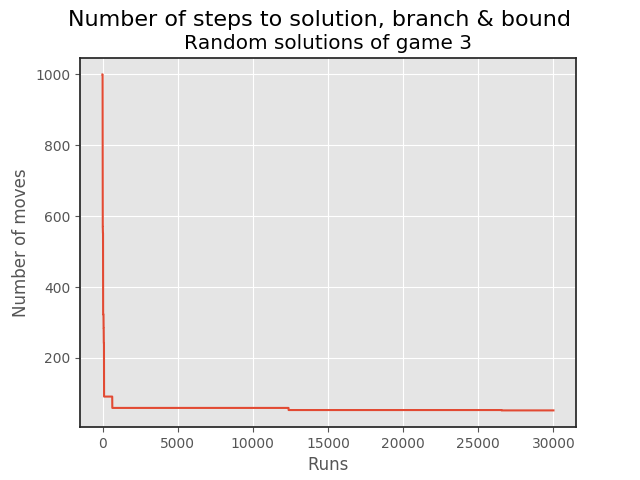 Number of steps to solution, branch & bound
Random solutions of game 3
1000
800
600
400
200
Number of moves
0 5000 10000 15000 20000 25000 30000
Runs